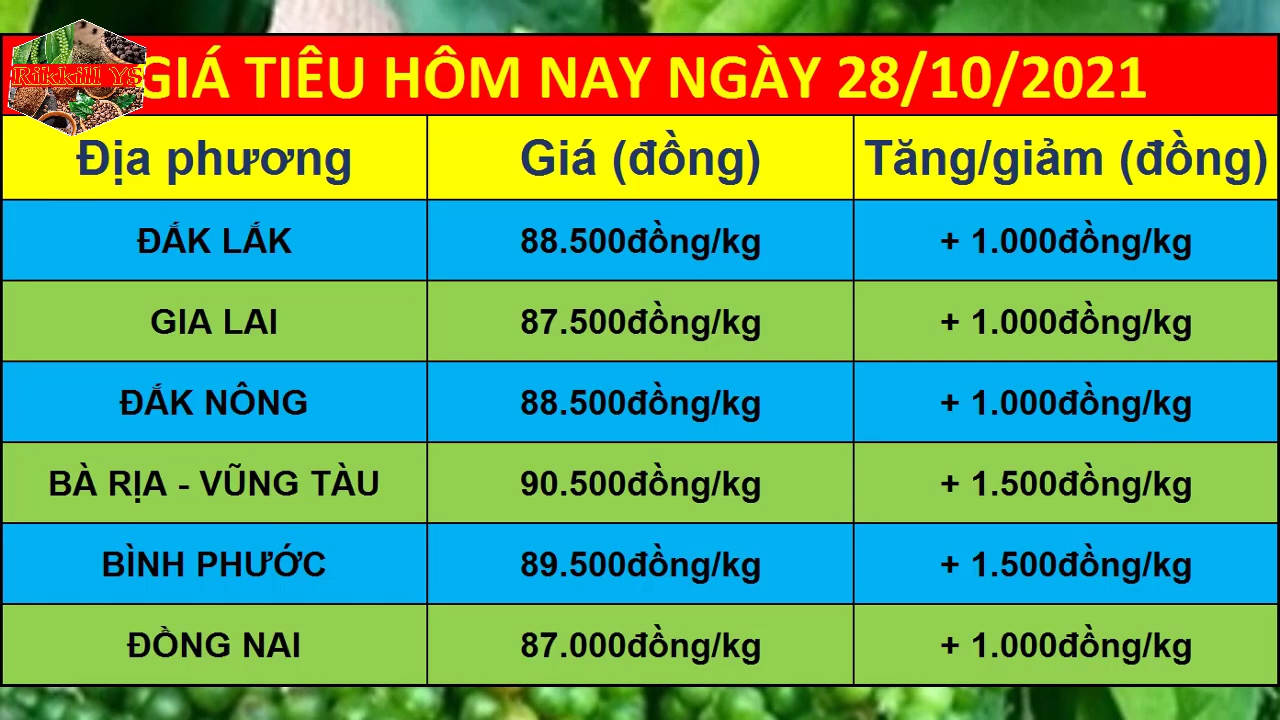 Rikkill YS
GIÁ TIÊU HÔM NAY NGÀY 28/10/2021
Địa phương Giá (đồng) Tăng/giảm (đồng)
ĐẮK LẮK 88.500đồng/kg + 1.000đồng/kg
GIA LAI 87.500đồng/kg + 1.000đồng/kg
ĐẮK NÔNG 88.500đồng/kg + 1.000đồng/kg
BÀ RỊA - VŨNG TÀU 90.500đồng/kg + 1.500đồng/kg
BÌNH PHƯỚC 89.500đồng/kg + 1.500đồng/kg
ĐỒNG NAI 87.000đồng/kg + 1.000đồng/kg